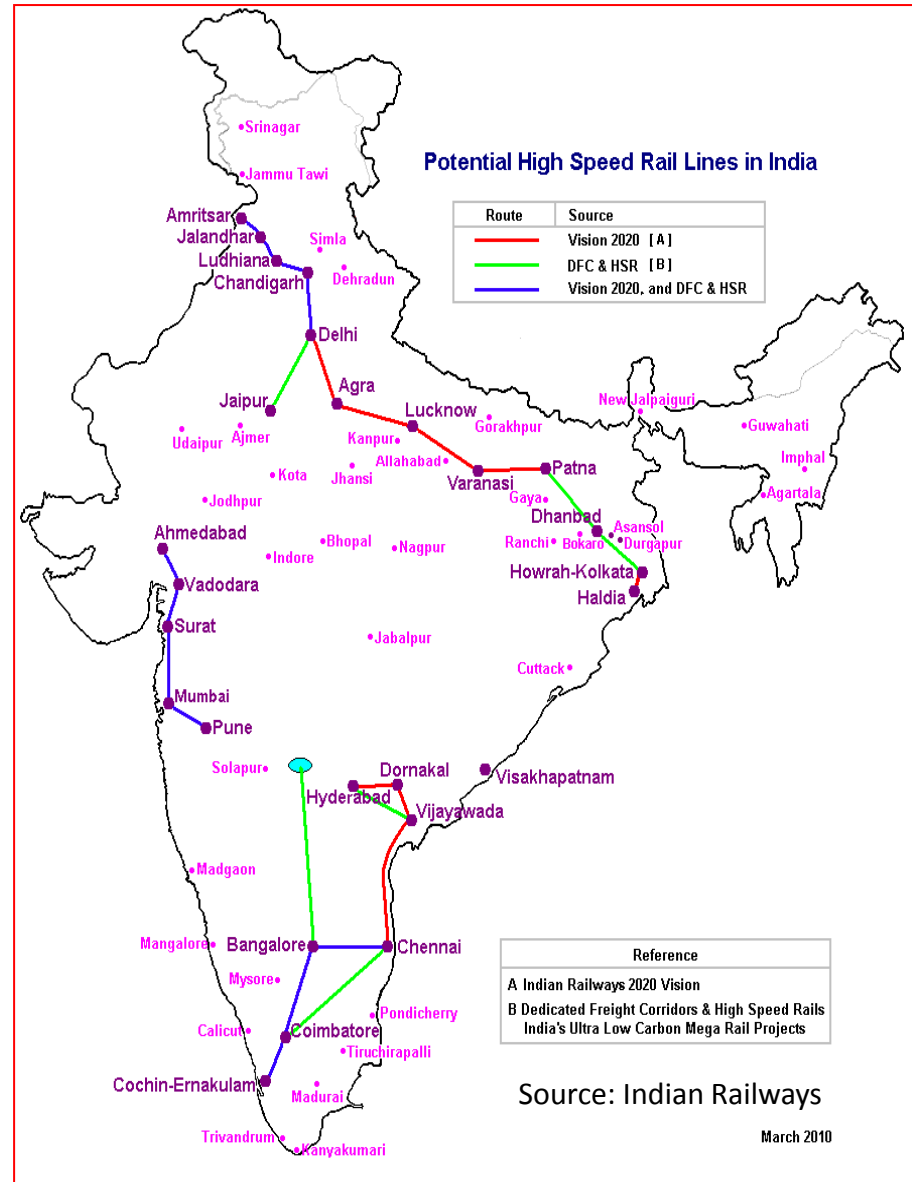 Srinagar
Potential High Speed Rail Lines in India
Jammu Tawi
Route Source
Vision 2020 [ A ]
DFC & HSR [ B ]
Vision 2020, and DFC & HSR
Amritsar
Jalandhar
Simla
Ludhiana
Dehradun
Chandigarh
Delhi
Agra
Jaipur
New Jalpaiguri
Lucknow
Gorakhpur
Guwahati
Udaipur
Ajmer
Kanpur
Allahabad
Imphal
Kota
Jhansi
Varanasi
Patna
Jodhpur
Gaya
Agartala
Dhanbad
Asansol
Ahmedabad
Bhopal
Nagpur
Ranchi
Bokaro
Durgapur
Indore
Howrah-Kolkata
Vadodara
Haldia
Surat
Jabalpur
Cuttack
Mumbai
Pune
Solapur
Dornakal
Visakhapatnam
Hyderabad
Vijayawada
Madgaon
Mangalore
Bangalore
Chennai
Mysore
Reference
A Indian Railways 2020 Vision
B Dedicated Freight Corridors & High Speed Rails
India's Ultra Low Carbon Mega Rail Projects
Pondicherry
Calicut
Coimbatore
Tiruchirapalli
Cochin-Ernakulam
Madurai
Source: Indian Railways
Trivandrum
Kanyakumari
March 2010